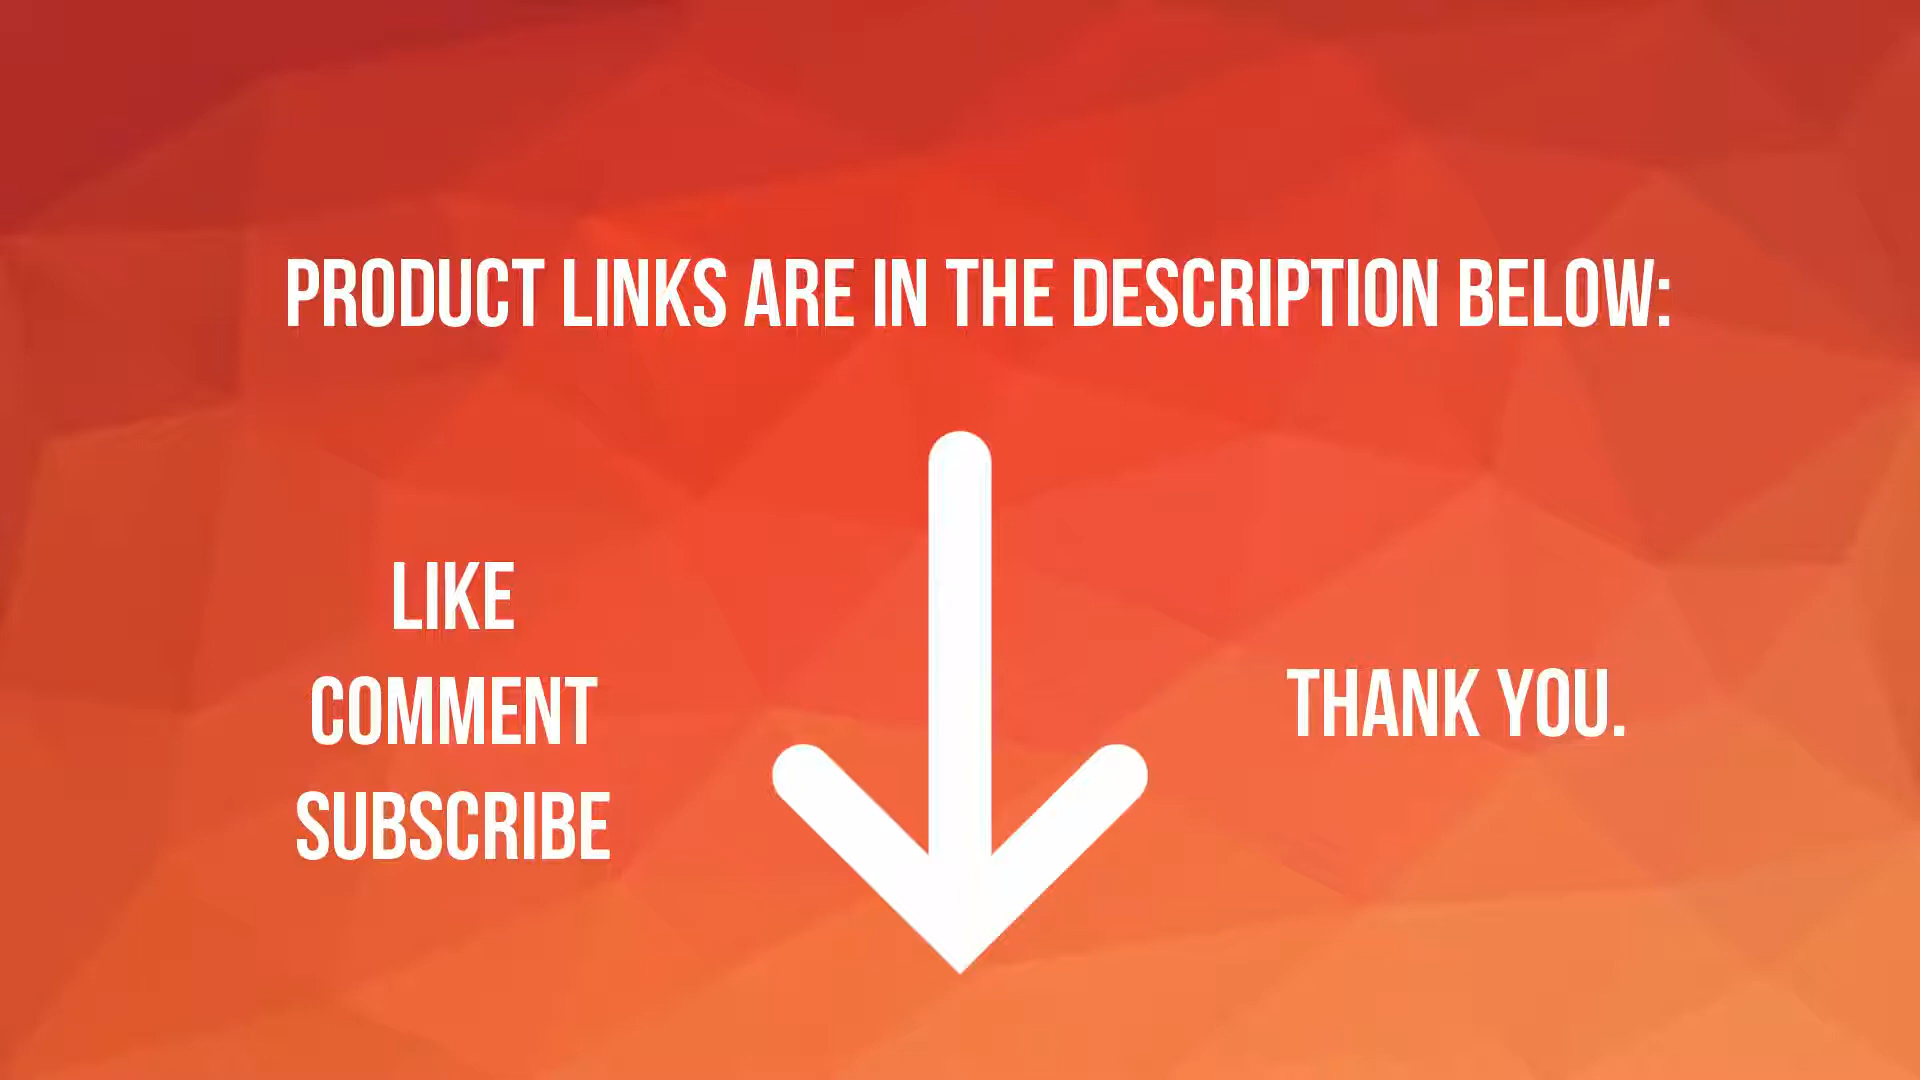 PRODUCT LINKS ARE IN THE DESCRIPTION BELOW:
LIKE
COMMENT
SUBSCRIBE
THANK YOU.